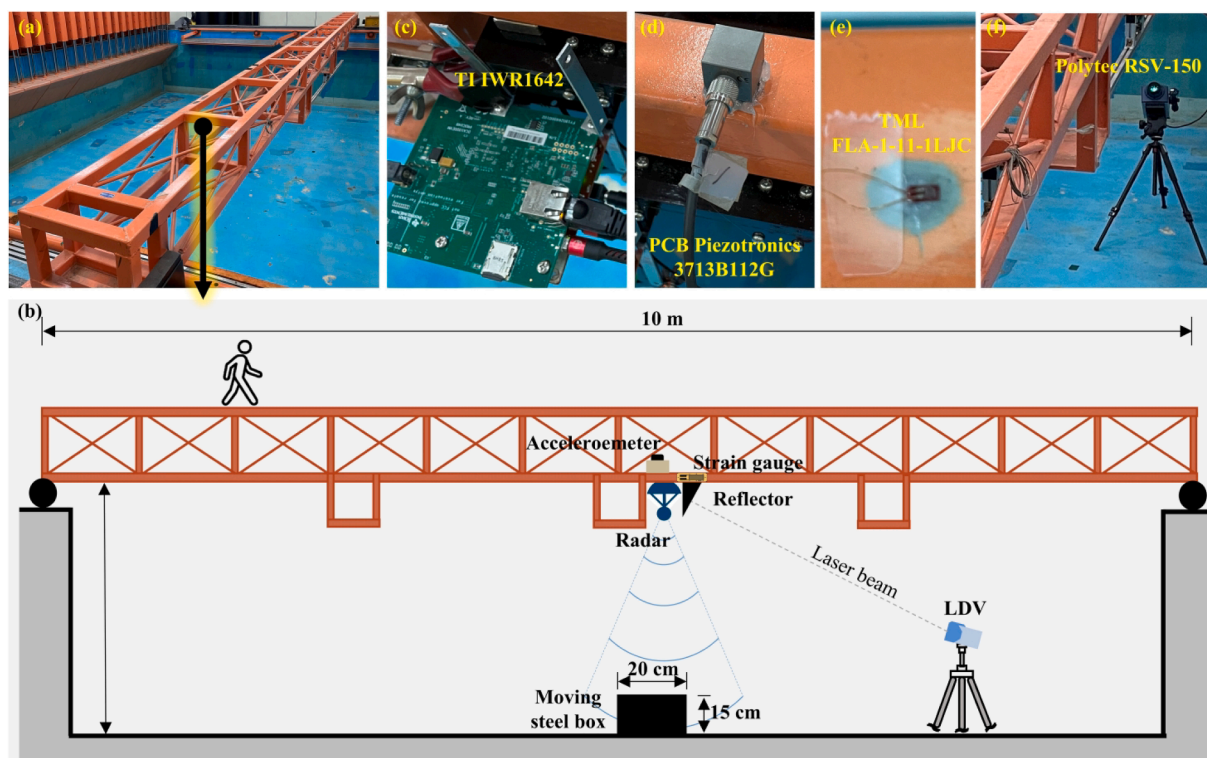 (a)
(c)
TI IWR1642
(d)
PCB Piezotronics
3713B112G
(e)
TML
FLA-1-11-1LJC
(f)
Polytec RSV-150
(b)
10 m
Acceleroemeter
Strain gauge
Reflector
Radar
Laser beam
LDV
20 cm
Moving
steel box
15 cm